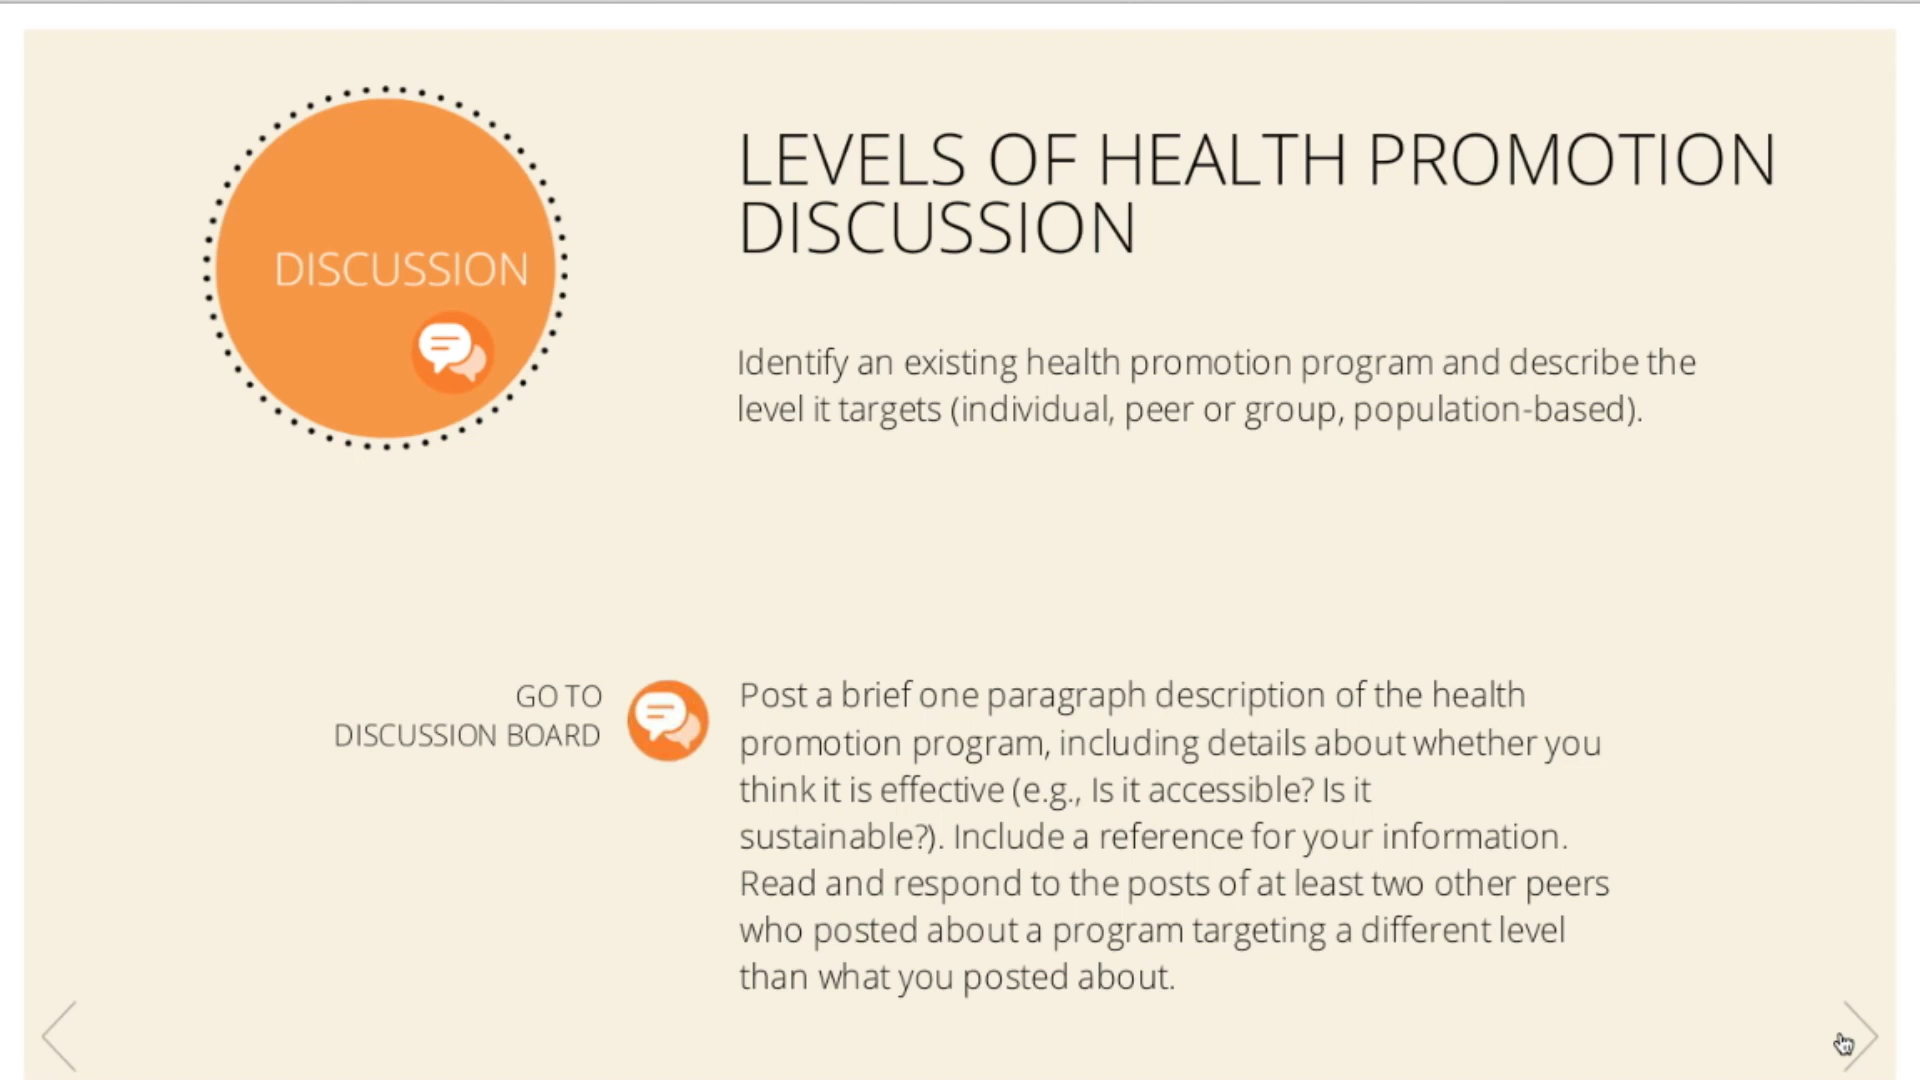 DISCUSSION
LEVELS OF HEALTH PROMOTION
DISCUSSION
Identify an existing health promotion program and describe the
level it targets (individual, peer or group, population-based).
GO TO
DISCUSSION BOARD
Post a brief one paragraph description of the health
promotion program, including details about whether you
think it is effective (e.g., Is it accessible? Is it
sustainable?). Include a reference for your information.
Read and respond to the posts of at least two other peers
who posted about a program targeting a different level
than what you posted about.